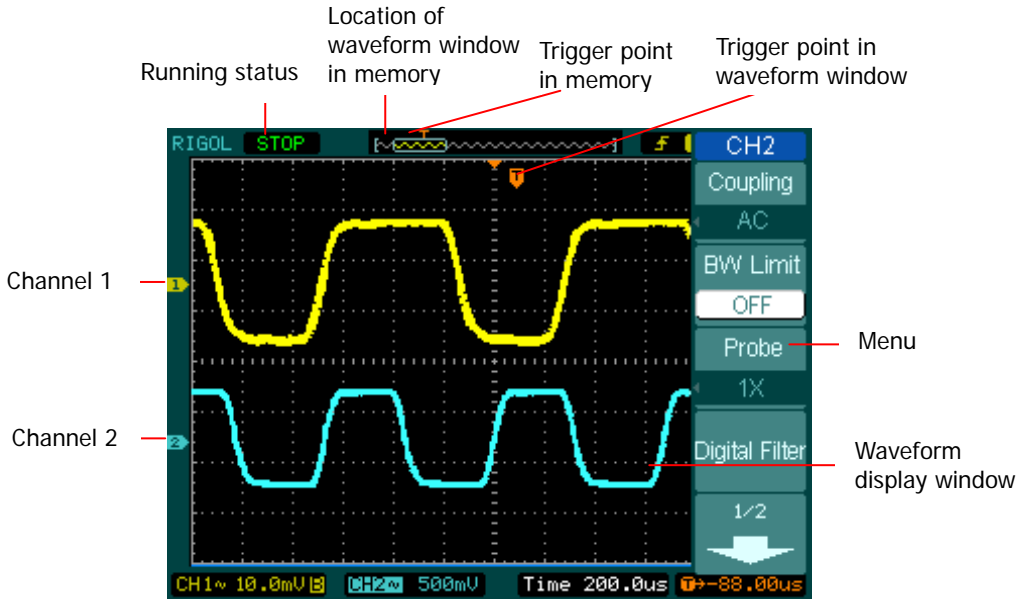 Location of
waveform window
in memory
Trigger point
in memory
Trigger point in
waveform window
Running status
RIGOL STOP
T
CH2
Coupling
AC
BW Limit
OFF
Probe
1X
Digital Filter
1/2
T
Channel 1
1
Menu
Channel 2
2
Waveform
display window
CH1~ 10.0mV B CH2~ 500mV Time 200.0us T→-88.00us